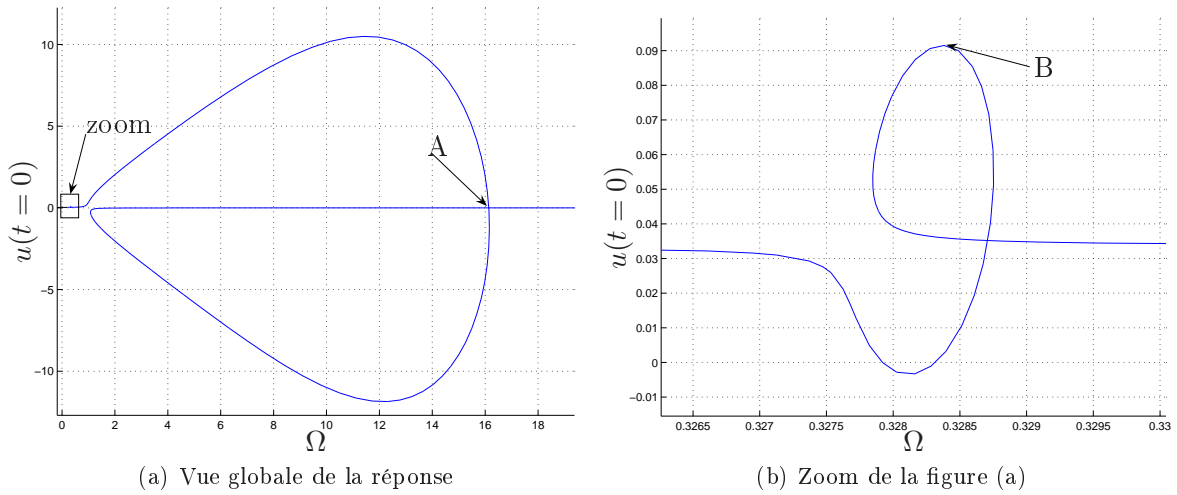 10
5
0
−5
−10
0 2 4 6 8 10 12 14 16 18
u(t = 0)
Ω
zoom
A
(a) Vue globale de la réponse
0.09
0.08
0.07
0.06
0.05
0.04
0.03
0.02
0.01
0
−0.01
0.3265 0.327 0.3275 0.328 0.3285 0.329 0.3295 0.33
u(t = 0)
Ω
B
(b) Zoom de la figure (a)